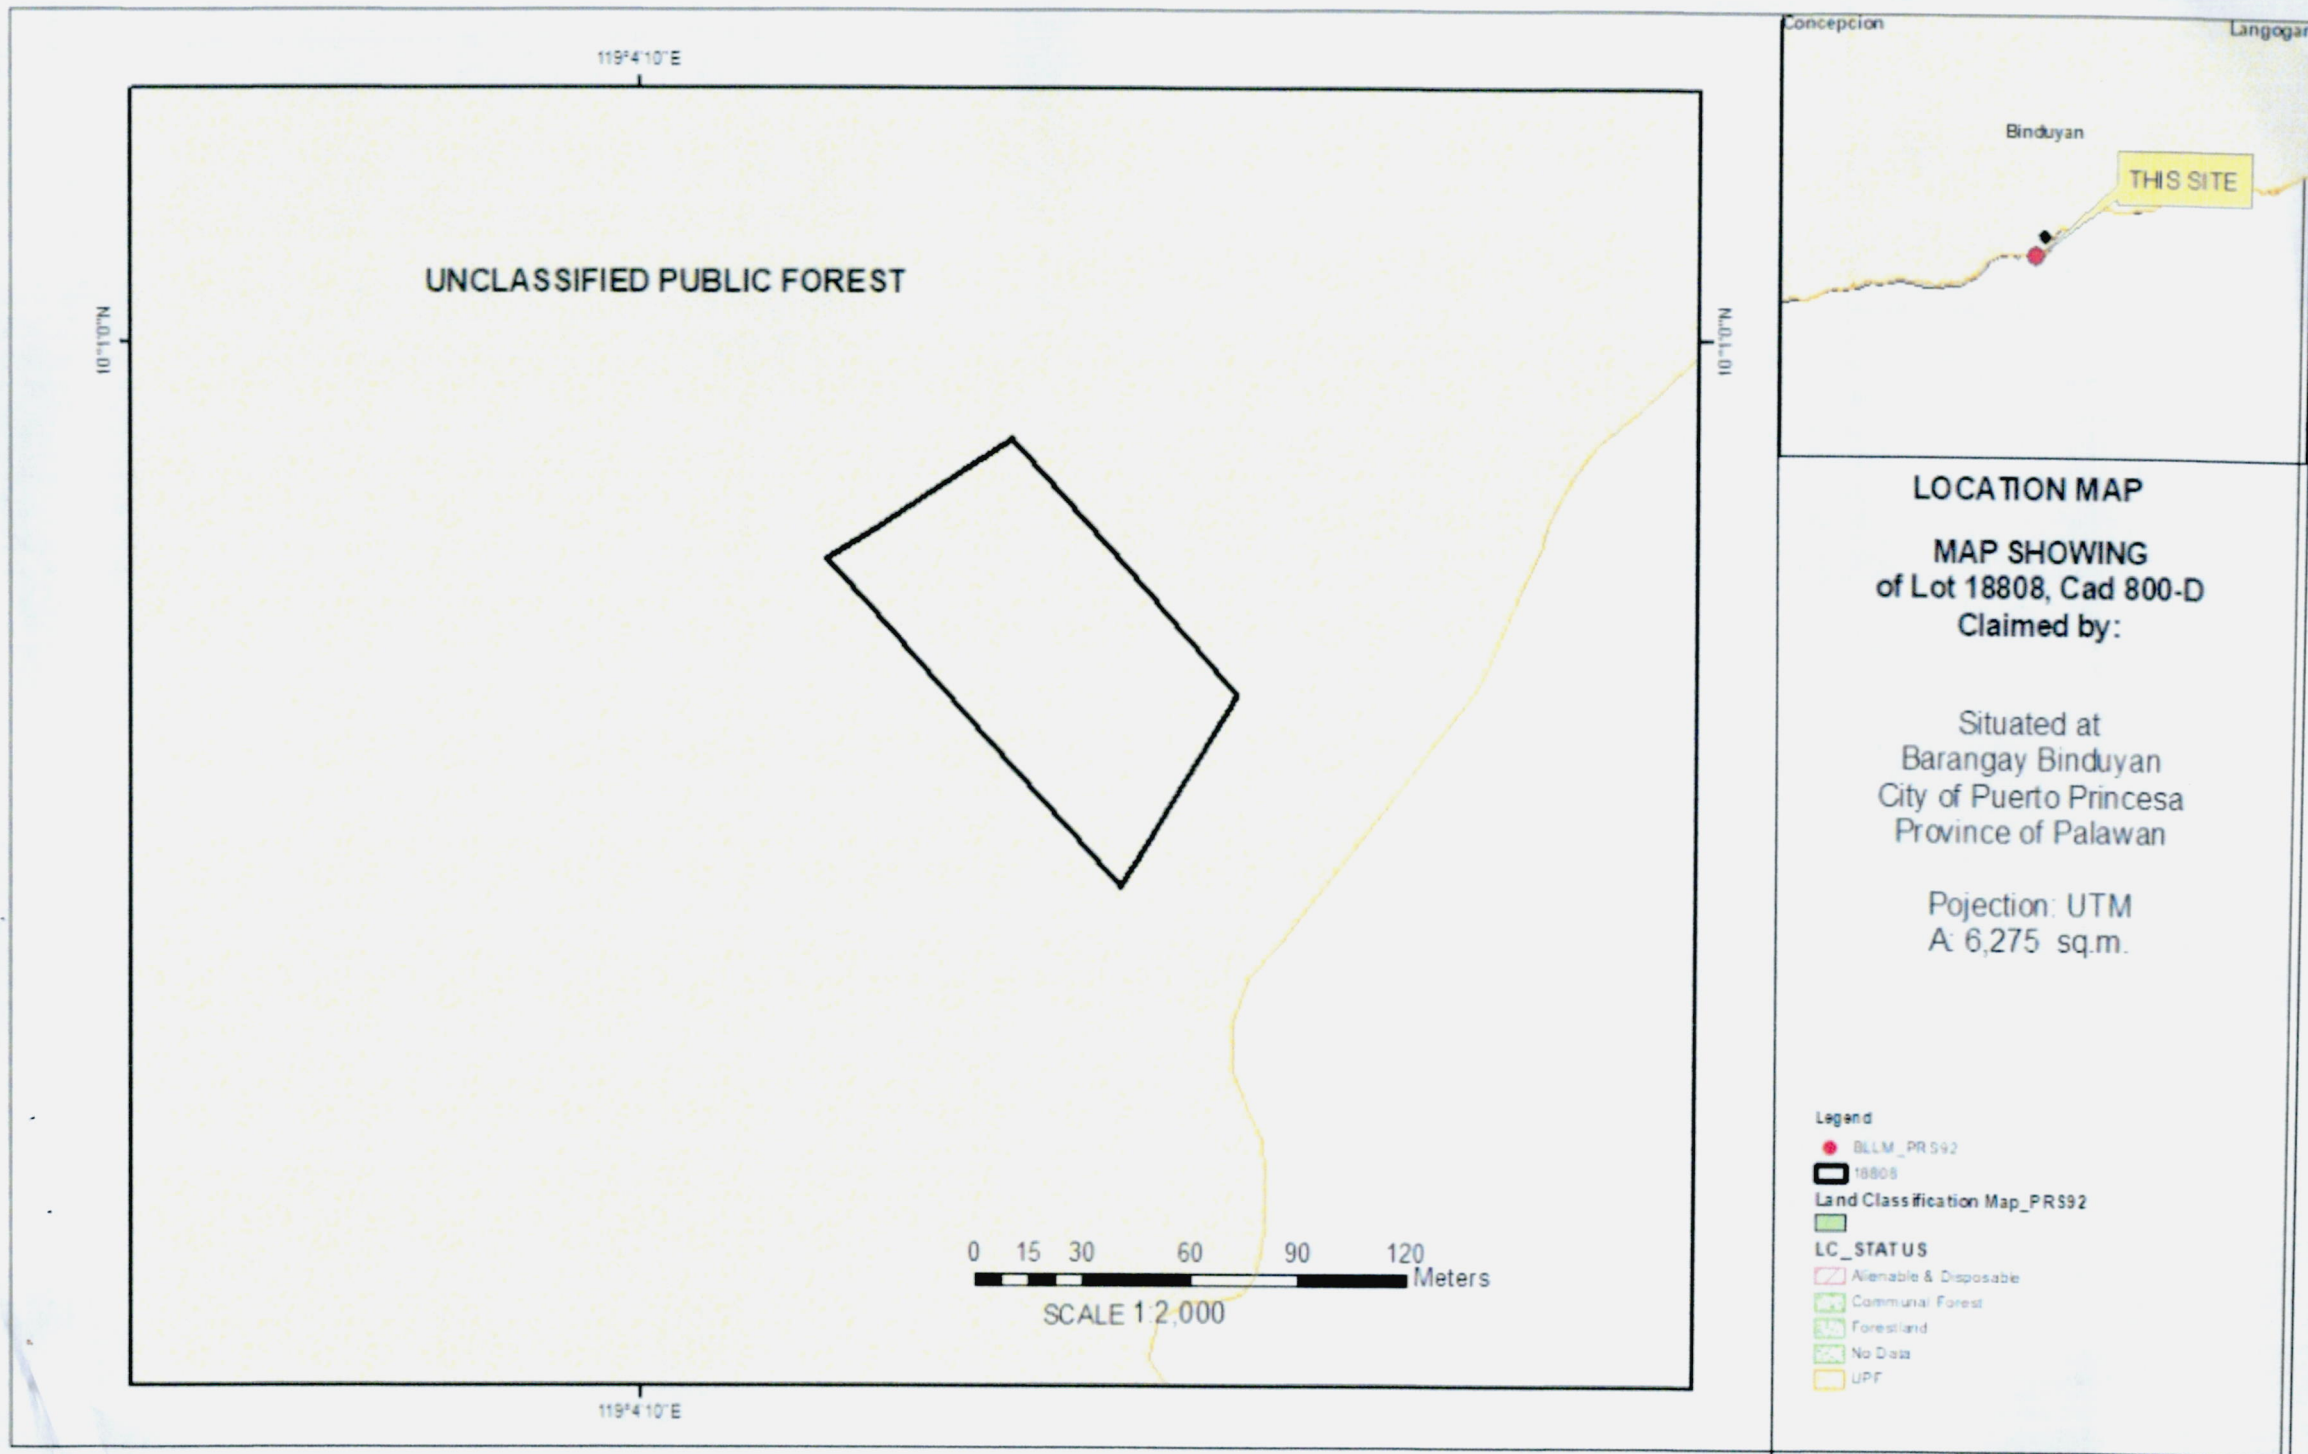 119°4'10"E
UNCLASSIFIED PUBLIC FOREST
10°1'0"N
10°1'0"N
0 15 30 60 90 120
Meters
SCALE 1:2,000
119°4'10"E
Concepcion
Langogan
Binduyan
THIS SITE
LOCATION MAP
MAP SHOWING
of Lot 18808, Cad 800-D
Claimed by:
Situated at
Barangay Binduyan
City of Puerto Princesa
Province of Palawan
Pojection: UTM
A: 6,275 sq.m.
Legend
BLLM_PRS92
18808
Land Classification Map_PRS92
LC_STATUS
Alienable & Disposable
Communal Forest
Forestland
No Data
UPF